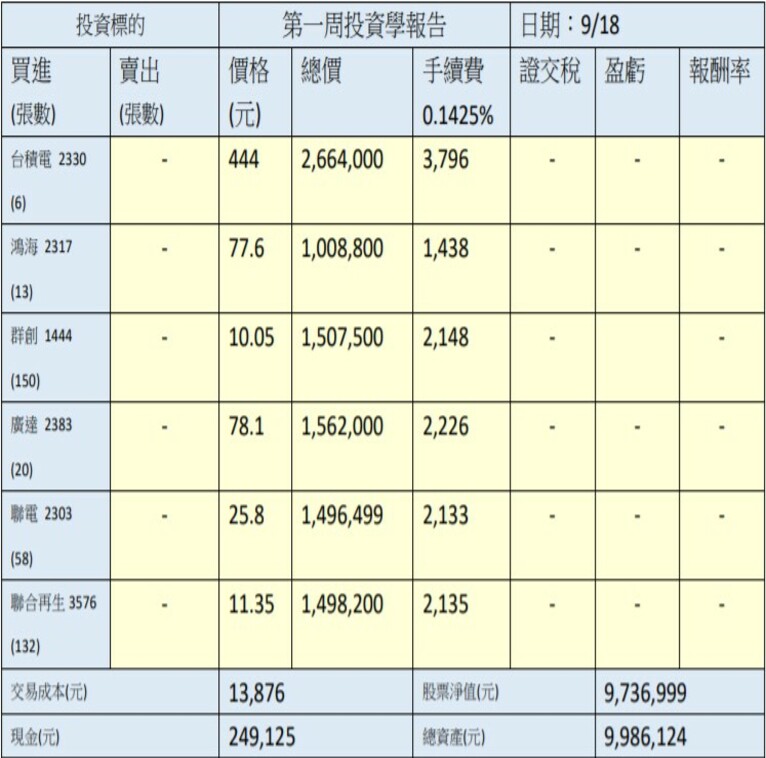 投資標的 第一周投資學報告 日期：9/18
買進 賣出 價格 總價 手續費 證交稅 盈虧 報酬率
(張數) (張數) (元) 0.1425%
台積電 2330 - 444 2,664,000 3,796 - - -
(6)
鴻海 2317 - 77.6 1,008,800 1,438 - - -
(13)
群創 1444 - 10.05 1,507,500 2,148 - -
(150)
廣達 2383 - 78.1 1,562,000 2,226 - - -
(20)
聯電 2303 - 25.8 1,496,499 2,133 - - -
(58)
聯合再生 3576 - 11.35 1,498,200 2,135 - - -
(132)
交易成本(元) 13,876 股票淨值(元) 9,736,999
現金(元) 249,125 總資產(元) 9,986,124